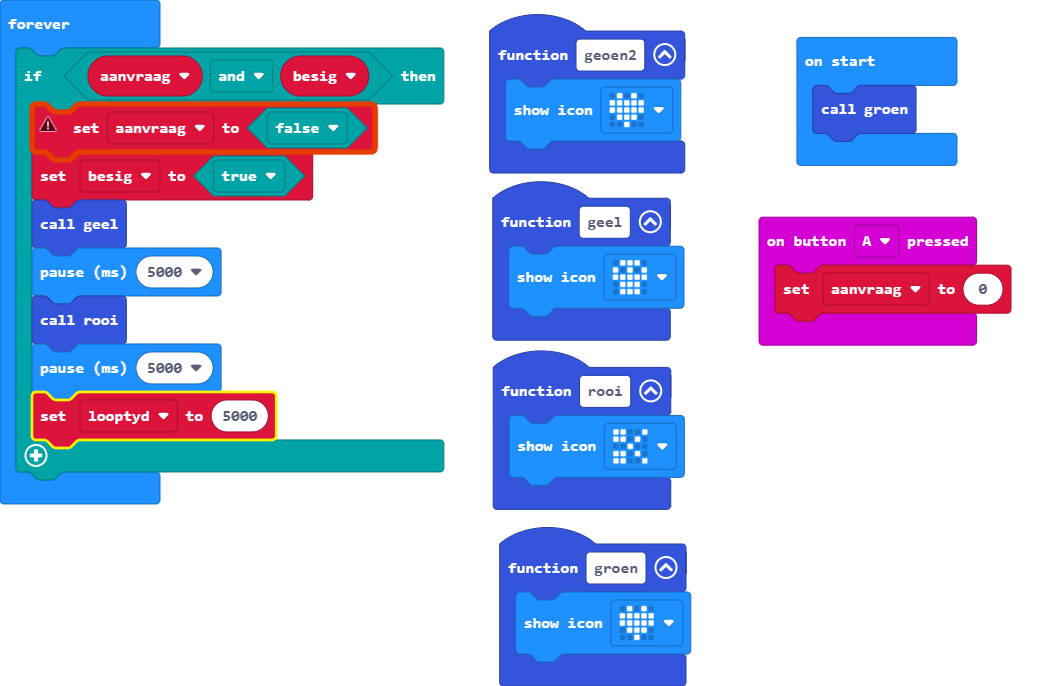 forever
if aanvraag and besig then
set aanvraag to false
set besig to true
call geel
pause (ms) 5000
call rooi
pause (ms) 5000
set looptyd to 5000
function geoen2
show icon
function geel
show icon
function rooi
show icon
function groen
show icon
on start
call groen
on button A pressed
set aanvraag to 0